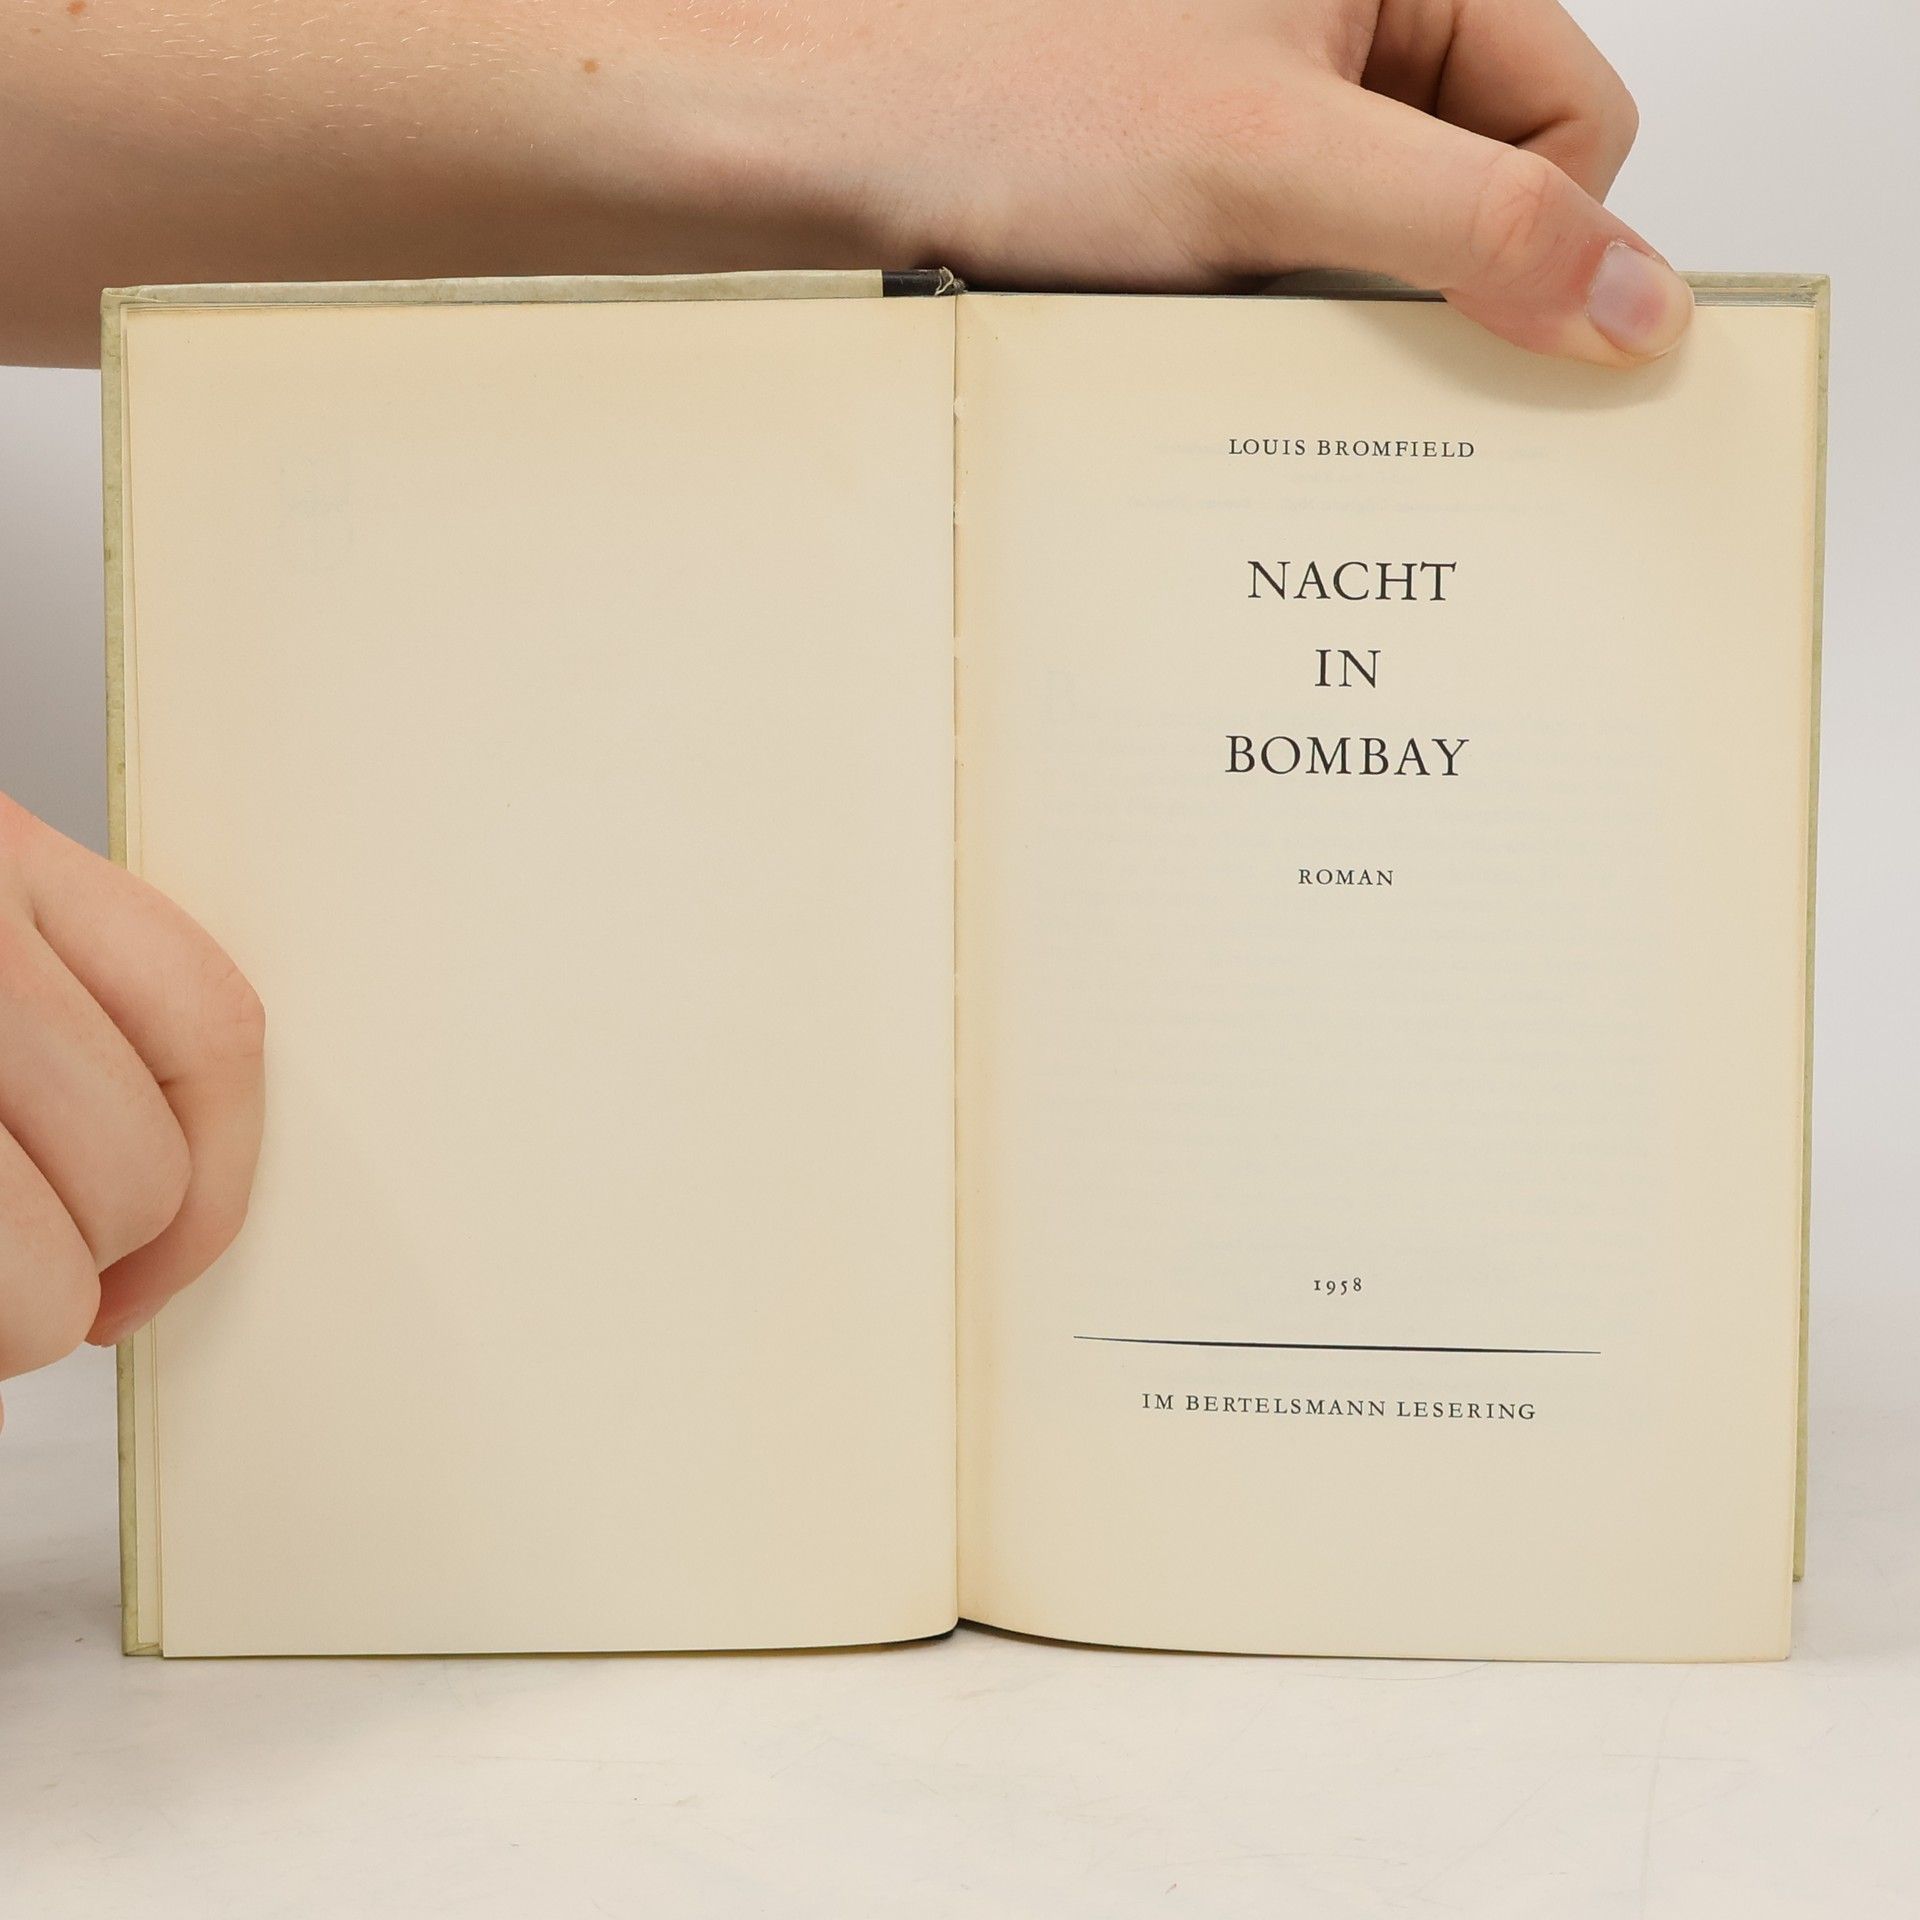 LOUIS BROMFIELD
NACHT
IN
BOMBAY
ROMAN
1958
IM BERTELSMANN LESERING